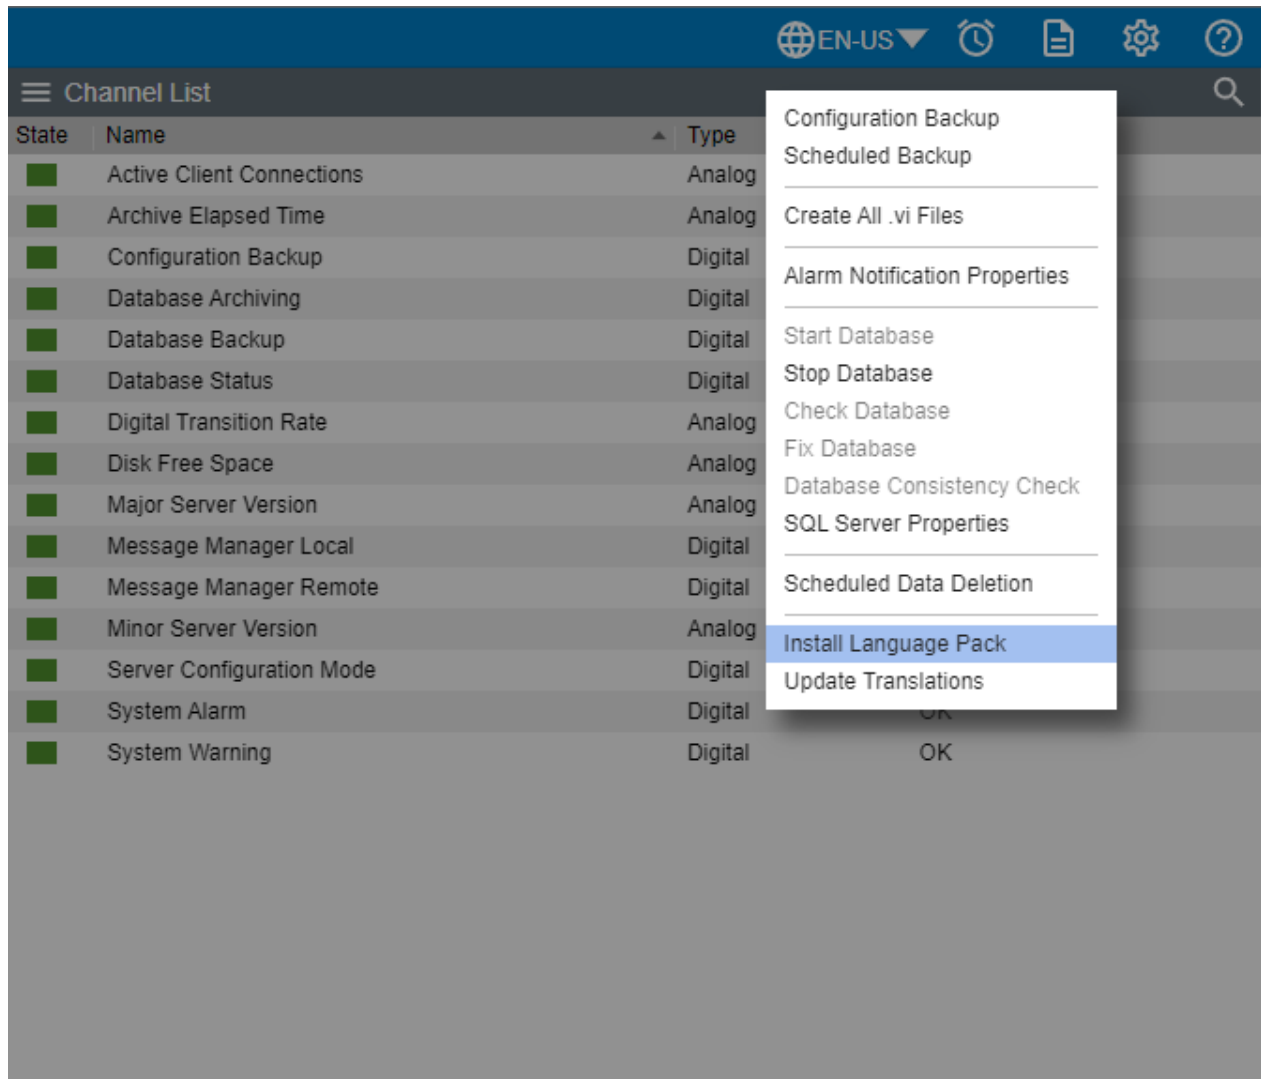 EN-US
Channel List
State Name Type
Active Client Connections Analog
Archive Elapsed Time Analog
Configuration Backup Digital
Database Archiving Digital
Database Backup Digital
Database Status Digital
Digital Transition Rate Analog
Disk Free Space Analog
Major Server Version Analog
Message Manager Local Digital
Message Manager Remote Digital
Minor Server Version Analog
Server Configuration Mode Digital
System Alarm Digital OK
System Warning Digital OK
Configuration Backup
Scheduled Backup
Create All .vi Files
Alarm Notification Properties
Start Database
Stop Database
Check Database
Fix Database
Database Consistency Check
SQL Server Properties
Scheduled Data Deletion
Install Language Pack
Update Translations